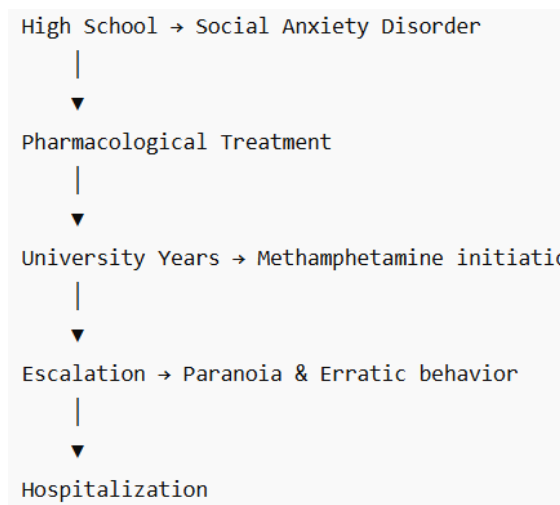 High School → Social Anxiety Disorder
│
▼
Pharmacological Treatment
│
▼
University Years → Methamphetamine initiatio
│
▼
Escalation → Paranoia & Erratic behavior
│
▼
Hospitalization